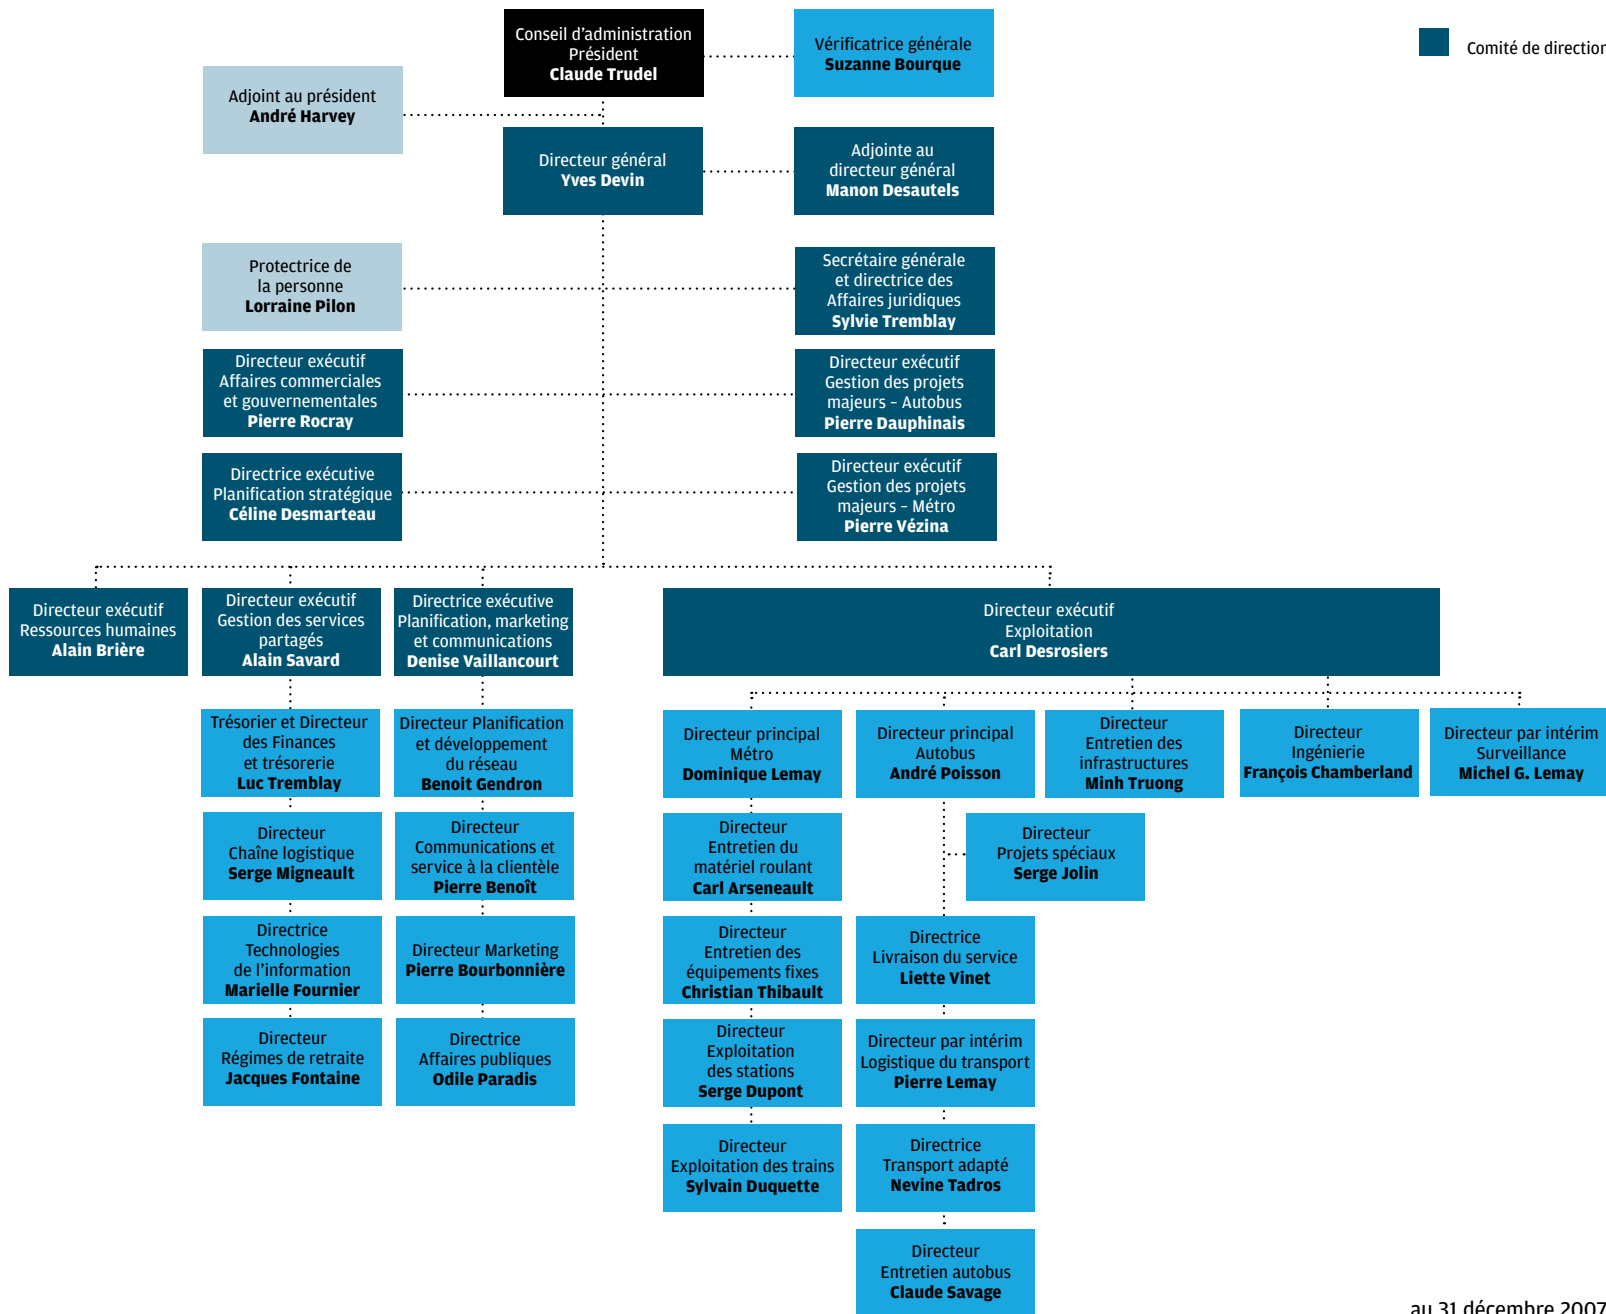 Conseil d'administration
Président
Claude Trudel
Vérificatrice générale
Suzanne Bourque
Comité de direction
Adjoint au président
André Harvey
Directeur général
Yves Devin
Adjointe au
directeur général
Manon Desautels
Protectrice de
la personne
Lorraine Pilon
Secrétaire générale
et directrice des
Affaires juridiques
Sylvie Tremblay
Directeur exécutif
Affaires commerciales
et gouvernementales
Pierre Rocray
Directeur exécutif
Gestion des projets
majeurs – Autobus
Pierre Dauphinais
Directrice exécutive
Planification stratégique
Céline Desmarteau
Directeur exécutif
Gestion des projets
majeurs – Métro
Pierre Vézina
Directeur exécutif
Ressources humaines
Alain Brière
Directeur exécutif
Gestion des services
partagés
Alain Savard
Directrice exécutive
Planification, marketing
et communications
Denise Vaillancourt
Directeur exécutif
Exploitation
Carl Desrosiers
Trésorier et Directeur
des Finances
et trésorerie
Luc Tremblay
Directeur Planification
et développement
du réseau
Benoit Gendron
Directeur principal
Métro
Dominique Lemay
Directeur principal
Autobus
André Poisson
Directeur
Entretien des
infrastructures
Minh Truong
Directeur
Ingénierie
François Chamberland
Directeur par intérim
Surveillance
Michel G. Lemay
Directeur
Chaîne logistique
Serge Migneault
Directeur
Communications et
service à la clientèle
Pierre Benoît
Directeur
Entretien du
matériel roulant
Carl Arseneault
Directeur
Projets spéciaux
Serge Jolin
Directrice
Technologies
de l'information
Marielle Fournier
Directeur Marketing
Pierre Bourbonnière
Directeur
Entretien des
équipements fixes
Christian Thibault
Directrice
Livraison du service
Liette Vinet
Directeur
Régimes de retraite
Jacques Fontaine
Directrice
Affaires publiques
Odile Paradis
Directeur
Exploitation
des stations
Serge Dupont
Directeur par intérim
Logistique du transport
Pierre Lemay
Directeur
Exploitation des trains
Sylvain Duquette
Directrice
Transport adapté
Nevine Tadros
Directeur
Entretien autobus
Claude Savage
au 31 décembre 2007